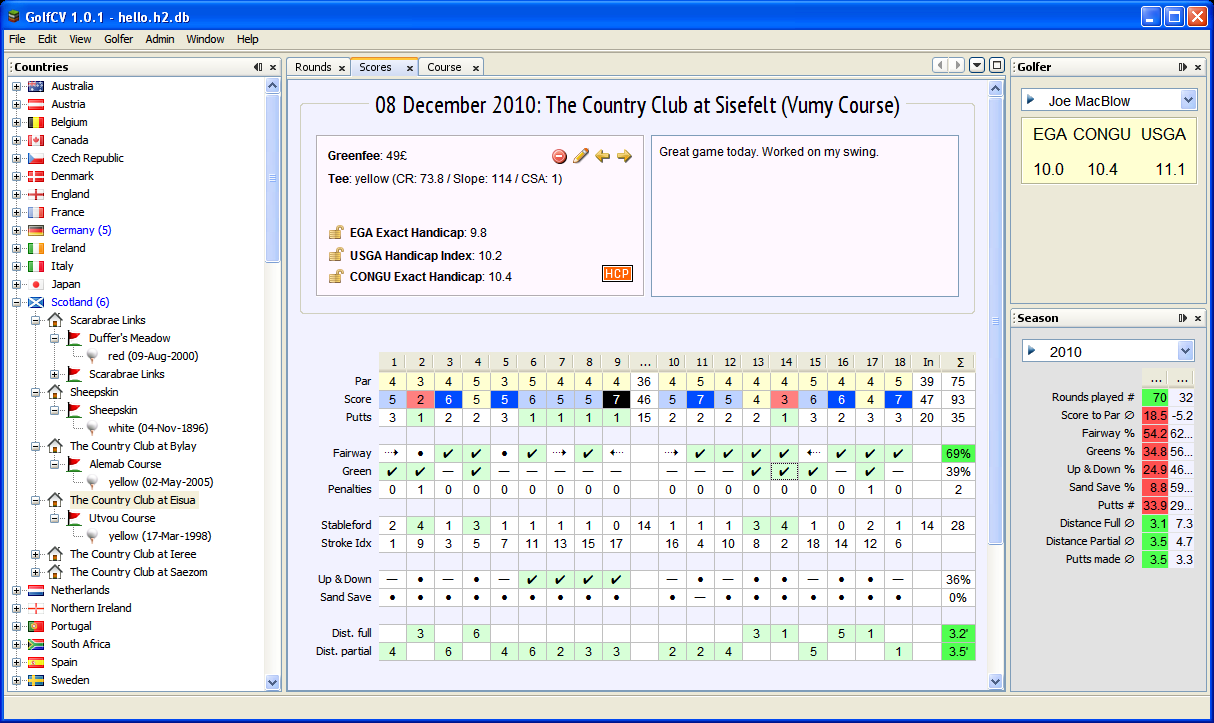 GolfCV 1.0.1 - hello.h2.db
File Edit View Golfer Admin Window Help
Countries
Australia
Austria
Belgium
Canada
Czech Republic
Denmark
England
France
Germany (5)
Ireland
Italy
Japan
Scotland (6)
Scarabrae Links
Duffer's Meadow
red (09-Aug-2000)
Scarabrae Links
Sheepskin
Sheepskin
white (04-Nov-1896)
The Country Club at Bylay
Alemab Course
yellow (02-May-2005)
The Country Club at Eisua
Utvou Course
yellow (17-Mar-1998)
The Country Club at Ieree
The Country Club at Saezom
Netherlands
Northern Ireland
Portugal
South Africa
Spain
Sweden
Rounds Scores Course
08 December 2010: The Country Club at Sisefelt (Vumy Course)
Greenfee: 49£
Tee: yellow (CR: 73.8 / Slope: 114 / CSA: 1)
EGA Exact Handicap: 9.8
USGA Handicap Index: 10.2
CONGU Exact Handicap: 10.4
HCP
Great game today. Worked on my swing.
1 2 3 4 5 6 7 8 9 ... 10 11 12 13 14 15 16 17 18 In Σ
Par 4 3 4 5 3 5 4 4 4 36 4 5 4 4 4 5 4 4 5 39 75
Score 5 2 6 5 5 6 5 5 7 46 5 7 5 4 3 6 6 4 7 47 93
Putts 3 1 2 2 3 1 1 1 1 15 2 2 2 2 1 3 2 3 3 20 35
Fairway 69%
Green 39%
Penalties 0 1 0 0 0 0 0 0 0 0 0 0 0 0 0 0 1 0 2
Stableford 2 4 1 3 1 1 1 1 0 14 1 1 1 3 4 1 0 2 1 14 28
Stroke Idx 1 9 3 5 7 11 13 15 17 16 4 10 8 2 18 14 12 6
Up & Down 36%
Sand Save 0%
Dist. full 3 6 3 1 5 1 3.2'
Dist. partial 4 6 4 6 2 3 3 2 2 4 5 1 3.5'
Golfer
Joe MacBlow
EGA CONGU USGA
10.0 10.4 11.1
Season
2010
... ...
Rounds played # 70 32
Score to Par ∅ 18.5 -5.2
Fairway % 54.2 62...
Greens % 34.8 56...
Up & Down % 24.9 46...
Sand Save % 8.8 59...
Putts # 33.9 29...
Distance Full ∅ 3.1 7.3
Distance Partial ∅ 3.5 4.7
Putts made ∅ 3.5 3.3